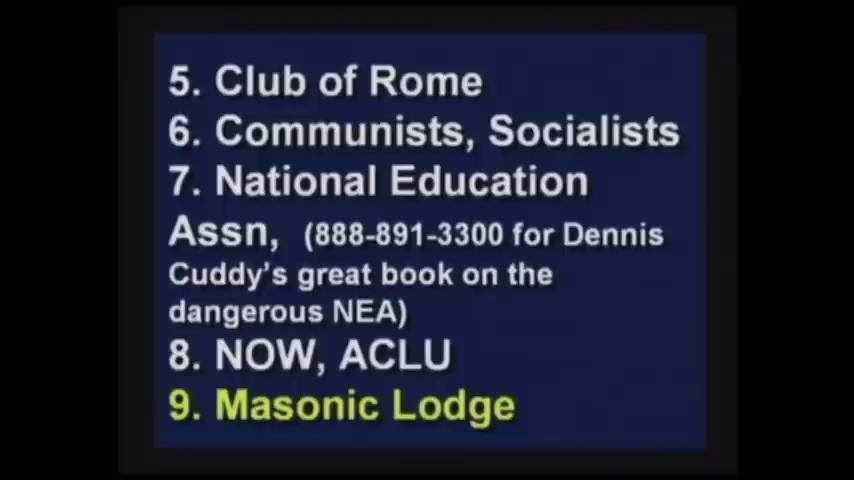 5. Club of Rome
6. Communists, Socialists
7. National Education
Assn, (888-891-3300 for Dennis
Cuddy's great book on the
dangerous NEA)
8. NOW, ACLU
9. Masonic Lodge